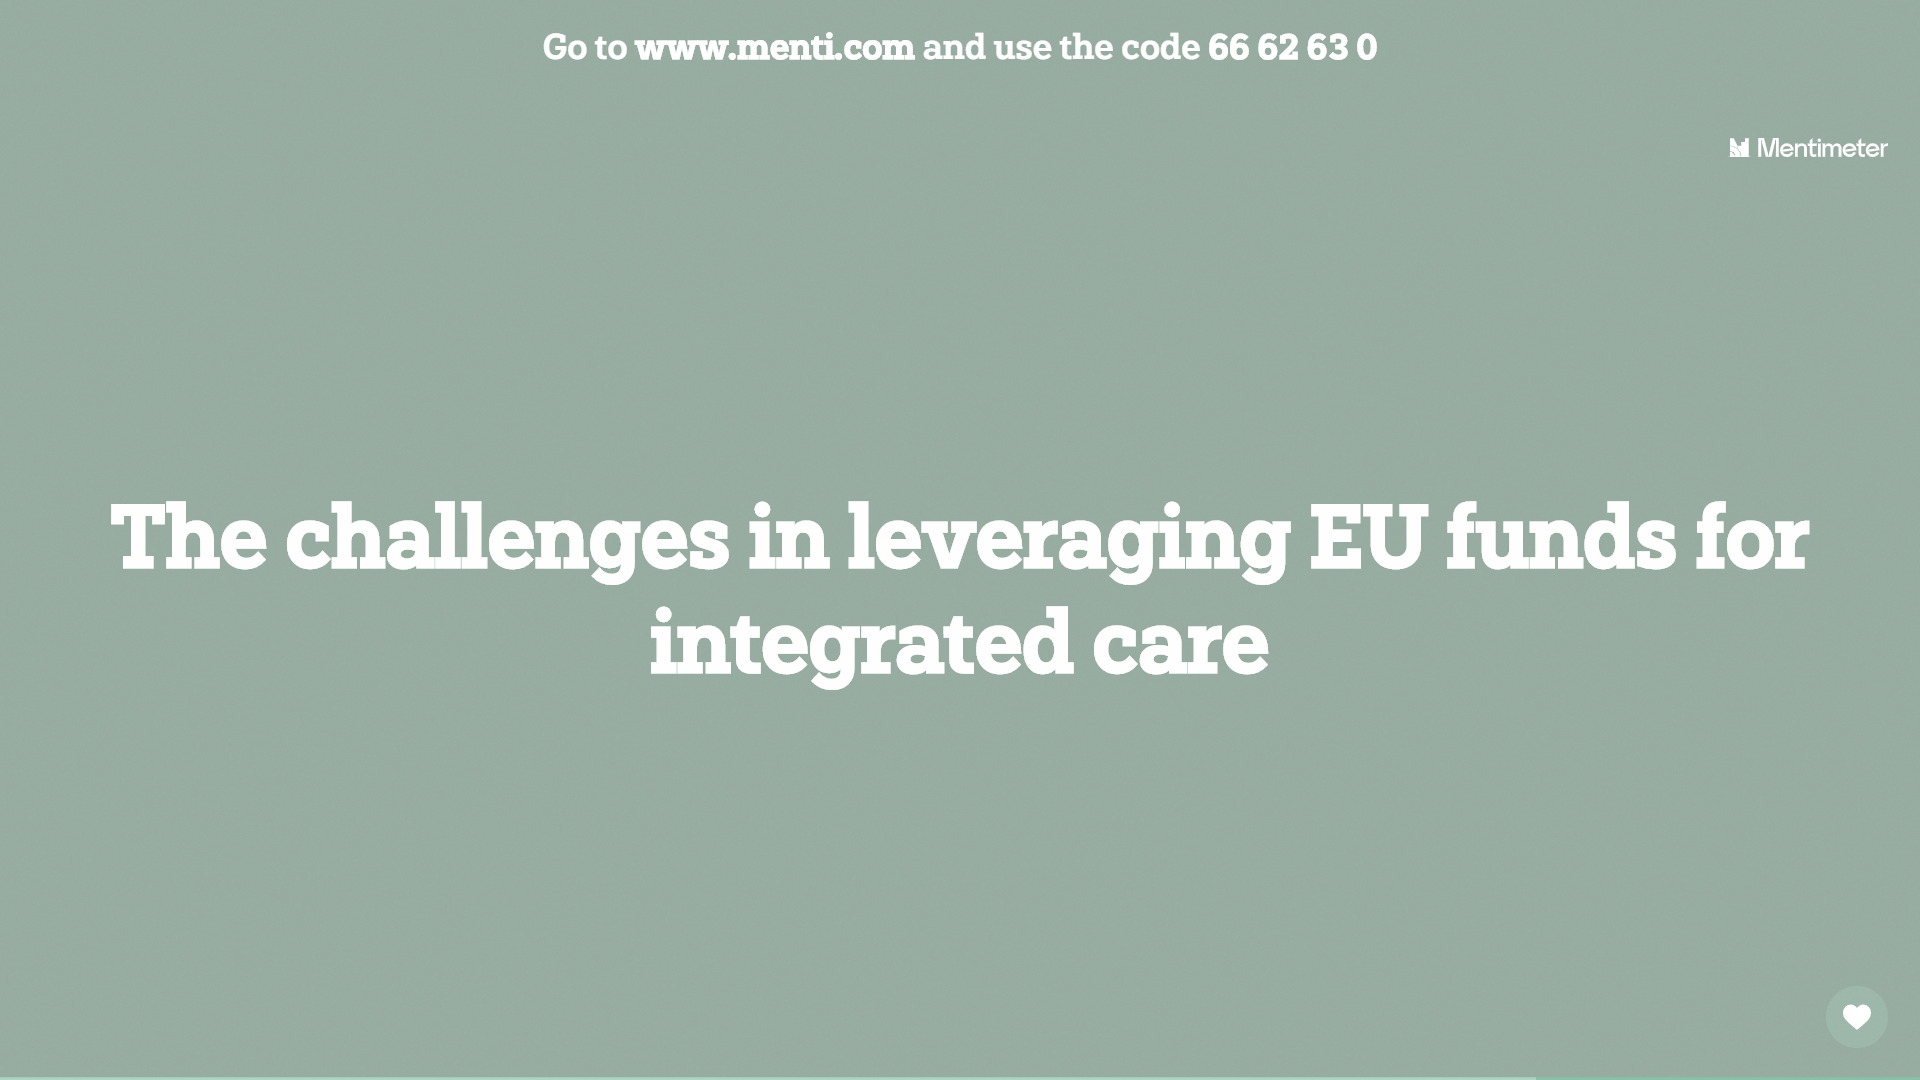 Go to www.menti.com and use the code 66 62 63 0
Mentimeter
The challenges in leveraging EU funds for
integrated care